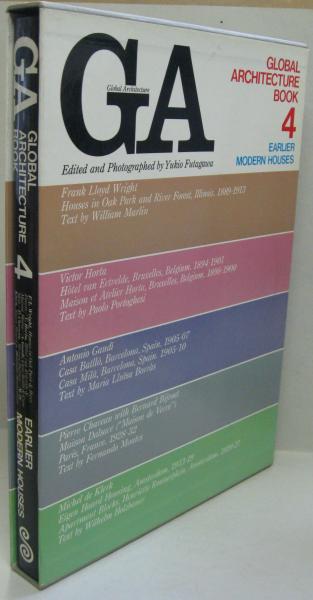 GA
Global Architecture
GLOBAL
ARCHITECTURE
BOOK
4
EARLIER
MODERN HOUSES
Edited and Photographed by Yukio Futagawa
Frank Lloyd Wright
Houses in Oak Park and River Forest, Illinois. 1889-1913
Text by William Marlin
Victor Horta
Hôtel van Eetvelde, Bruxelles, Belgium. 1894-1901
Maison et Atelier Horta, Bruxelles, Belgium. 1898-1900
Text by Paolo Portoghesi
Antonio Gaudi
Casa Batlló, Barcelona, Spain. 1905-07
Casa Milá, Barcelona, Spain. 1905-10
Text by Maria Lluïsa Borràs
Pierre Chareau with Bernard Bijvoet
Maison Dalsace ("Maison de Verre")
Paris, France. 1928-32
Text by Fernando Montes
Michel de Klerk
Eigen Haard Housing, Amsterdam.
Apartment Blocks, Henriette Ronnerplein, Amsterdam.
Text by Wilhelm Holzbauer
GA
GLOBAL
ARCHITECTURE
BOOK
4
EARLIER
MODERN HOUSES